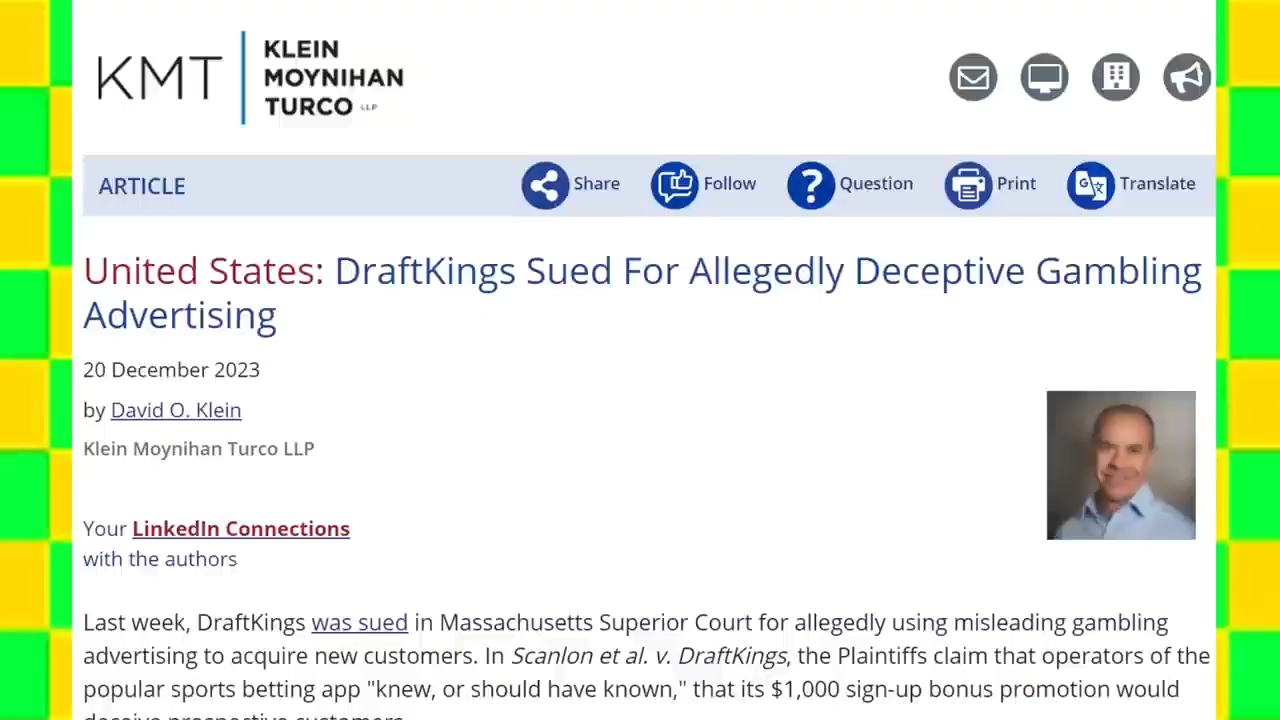 KMT
KLEIN
MOYNIHAN
TURCO LLP
ARTICLE
Share
Follow
Question
Print
Translate
United States: DraftKings Sued For Allegedly Deceptive Gambling
Advertising
20 December 2023
by David O. Klein
Klein Moynihan Turco LLP
Your LinkedIn Connections
with the authors
Last week, DraftKings was sued in Massachusetts Superior Court for allegedly using misleading gambling
advertising to acquire new customers. In Scanlon et al. v. DraftKings, the Plaintiffs claim that operators of the
popular sports betting app "knew, or should have known," that its $1,000 sign-up bonus promotion would
deceive prospective customers.